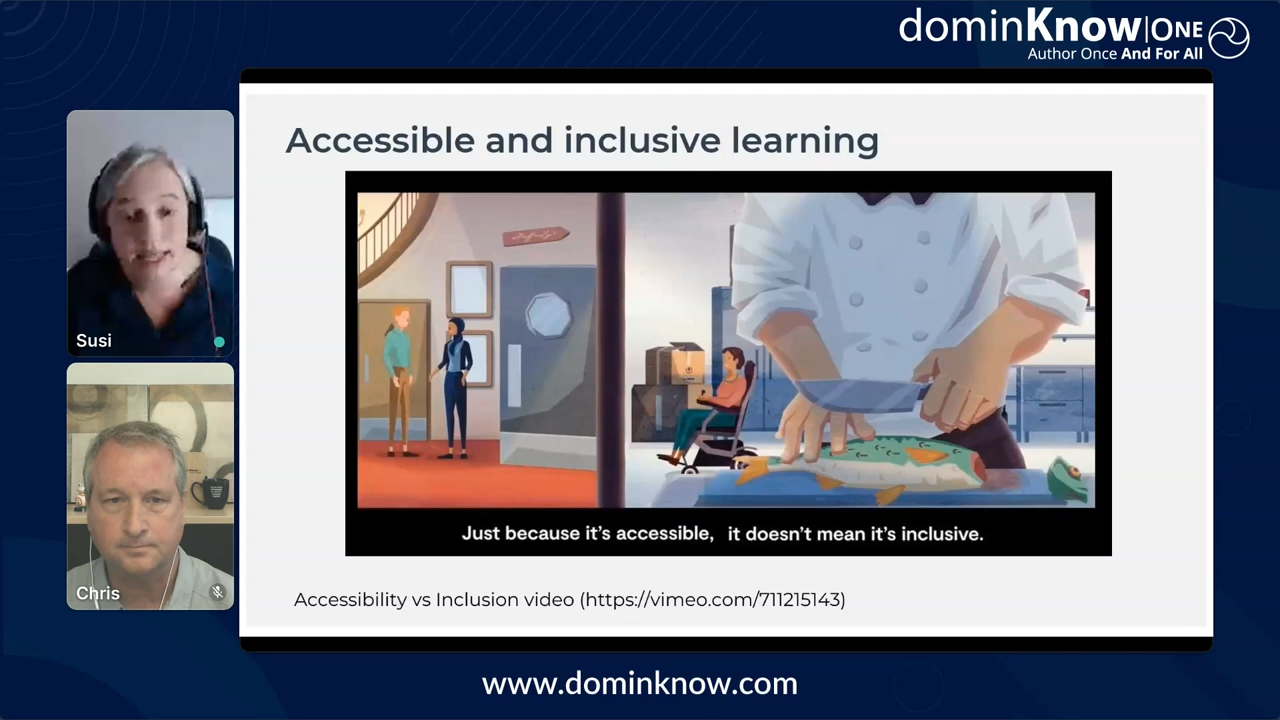 dominKnow|ONE
Author Once And For All
Accessible and inclusive learning
Just because it's accessible, it doesn't mean it's inclusive.
Accessibility vs Inclusion video (https://vimeo.com/711215143)
Susi
Chris
www.dominknow.com